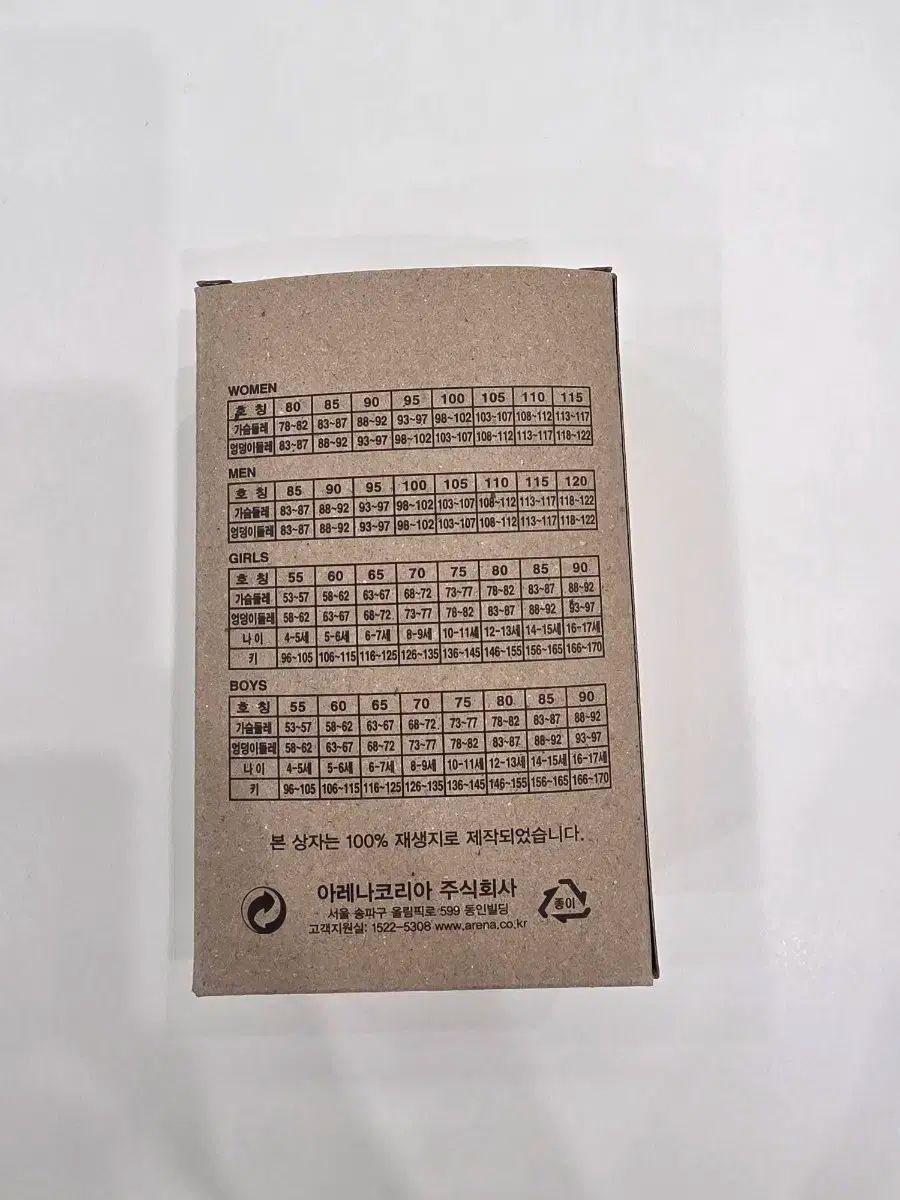 WOMEN
호 칭 80 85 90 95 100 105 110 115
가슴둘레 78~82 83~87 88~92 93~97 98~102 103~107 108~112 113~117
엉덩이둘레 83~87 88~92 93~97 98~102 103~107 108~112 113~117 118~122
MEN
호 칭 85 90 95 100 105 110 115 120
가슴둘레 83~87 88~92 93~97 98~102 103~107 108~112 113~117 118~122
엉덩이둘레 83~87 88~92 93~97 98~102 103~107 108~112 113~117 118~122
GIRLS
호 칭 55 60 65 70 75 80 85 90
가슴둘레 53~57 58~62 63~67 68~72 73~77 78~82 83~87 88~92
엉덩이둘레 58~62 63~67 68~72 73~77 78~82 83~87 88~92 93~97
나 이 4-5세 5-6세 6-7세 8-9세 10-11세 12-13세 14-15세 16-17세
키 96~105 106~115 116~125 126~135 136~145 146~155 156~165 166~170
BOYS
호 칭 55 60 65 70 75 80 85 90
가슴둘레 53~57 58~62 63~67 68~72 73~77 78~82 83~87 88~92
엉덩이둘레 58~62 63~67 68~72 73~77 78~82 83~87 88~92 93~97
나 이 4-5세 5-6세 6-7세 8-9세 10-11세 12-13세 14-15세 16-17세
키 96~105 106~115 116~125 126~135 136~145 146~155 156~165 166~170
본 상자는 100% 재생지로 제작되었습니다.
아레나코리아 주식회사
서울 송파구 올림픽로 599 동인빌딩
고객지원실: 1522-5308 www.arena.co.kr
종이